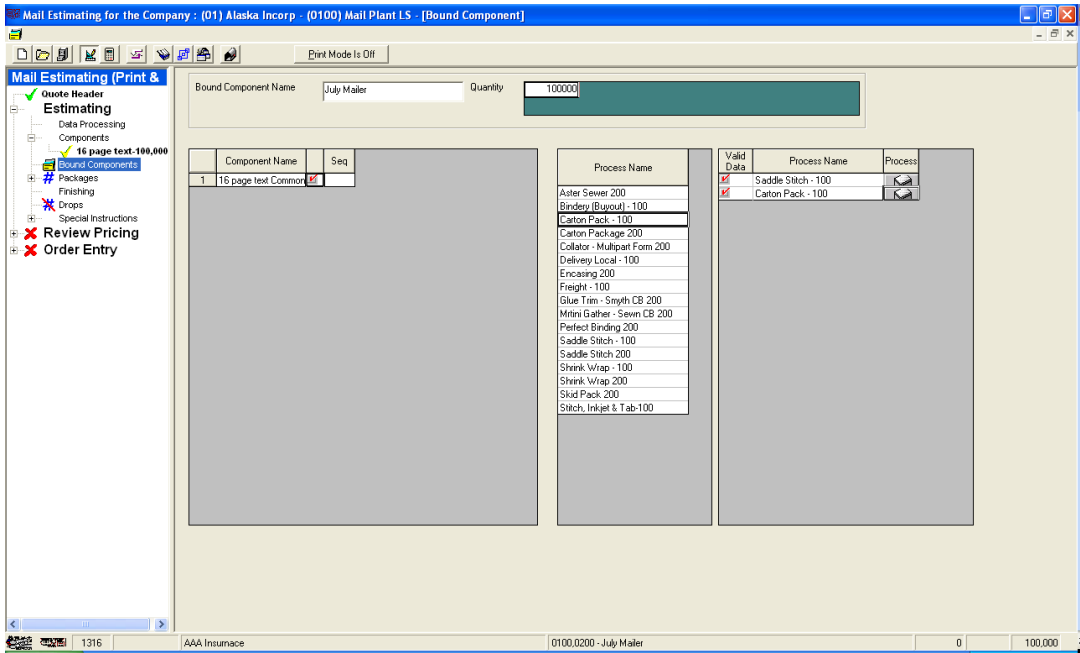 Mail Estimating for the Company : (01) Alaska Incorp - (0100) Mail Plant LS - [Bound Component]
Print Mode Is Off
Mail Estimating (Print &
Quote Header
Estimating
Data Processing
Components
16 page text-100,000
Bound Components
Packages
Finishing
Drops
Special Instructions
Review Pricing
Order Entry
Bound Component Name
July Mailer
Quantity
100000
Component Name
Seq
1
16 page text Common
Process Name
Aster Sewer 200
Bindery (Buyout) - 100
Carton Pack - 100
Carton Package 200
Collator - Multipart Form 200
Delivery Local - 100
Encasing 200
Freight - 100
Glue Trim - Smyth CB 200
Mrtini Gather - Sewn CB 200
Perfect Binding 200
Saddle Stitch - 100
Saddle Stitch 200
Shrink Wrap - 100
Shrink Wrap 200
Skid Pack 200
Stitch, Inkjet & Tab-100
Valid Data
Process Name
Process
Saddle Stitch - 100
Carton Pack - 100
1316
AAA Insurnace
0100,0200 - July Mailer
0
100,000